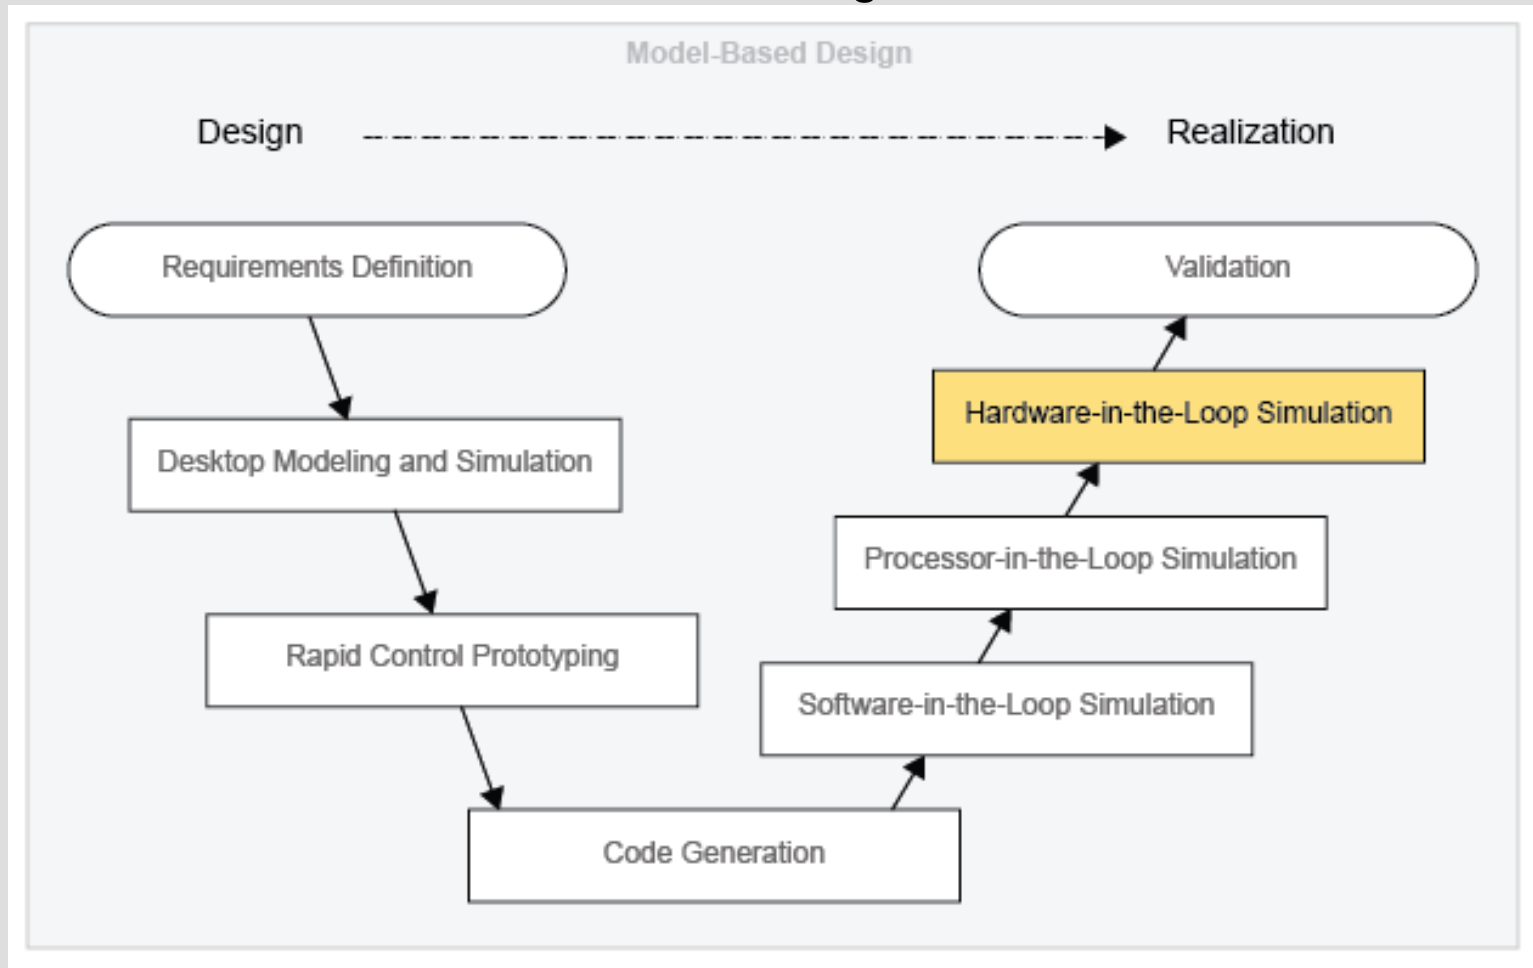 Model-Based Design
Design
Realization
Requirements Definition
Validation
Hardware-in-the-Loop Simulation
Desktop Modeling and Simulation
Processor-in-the-Loop Simulation
Rapid Control Prototyping
Software-in-the-Loop Simulation
Code Generation